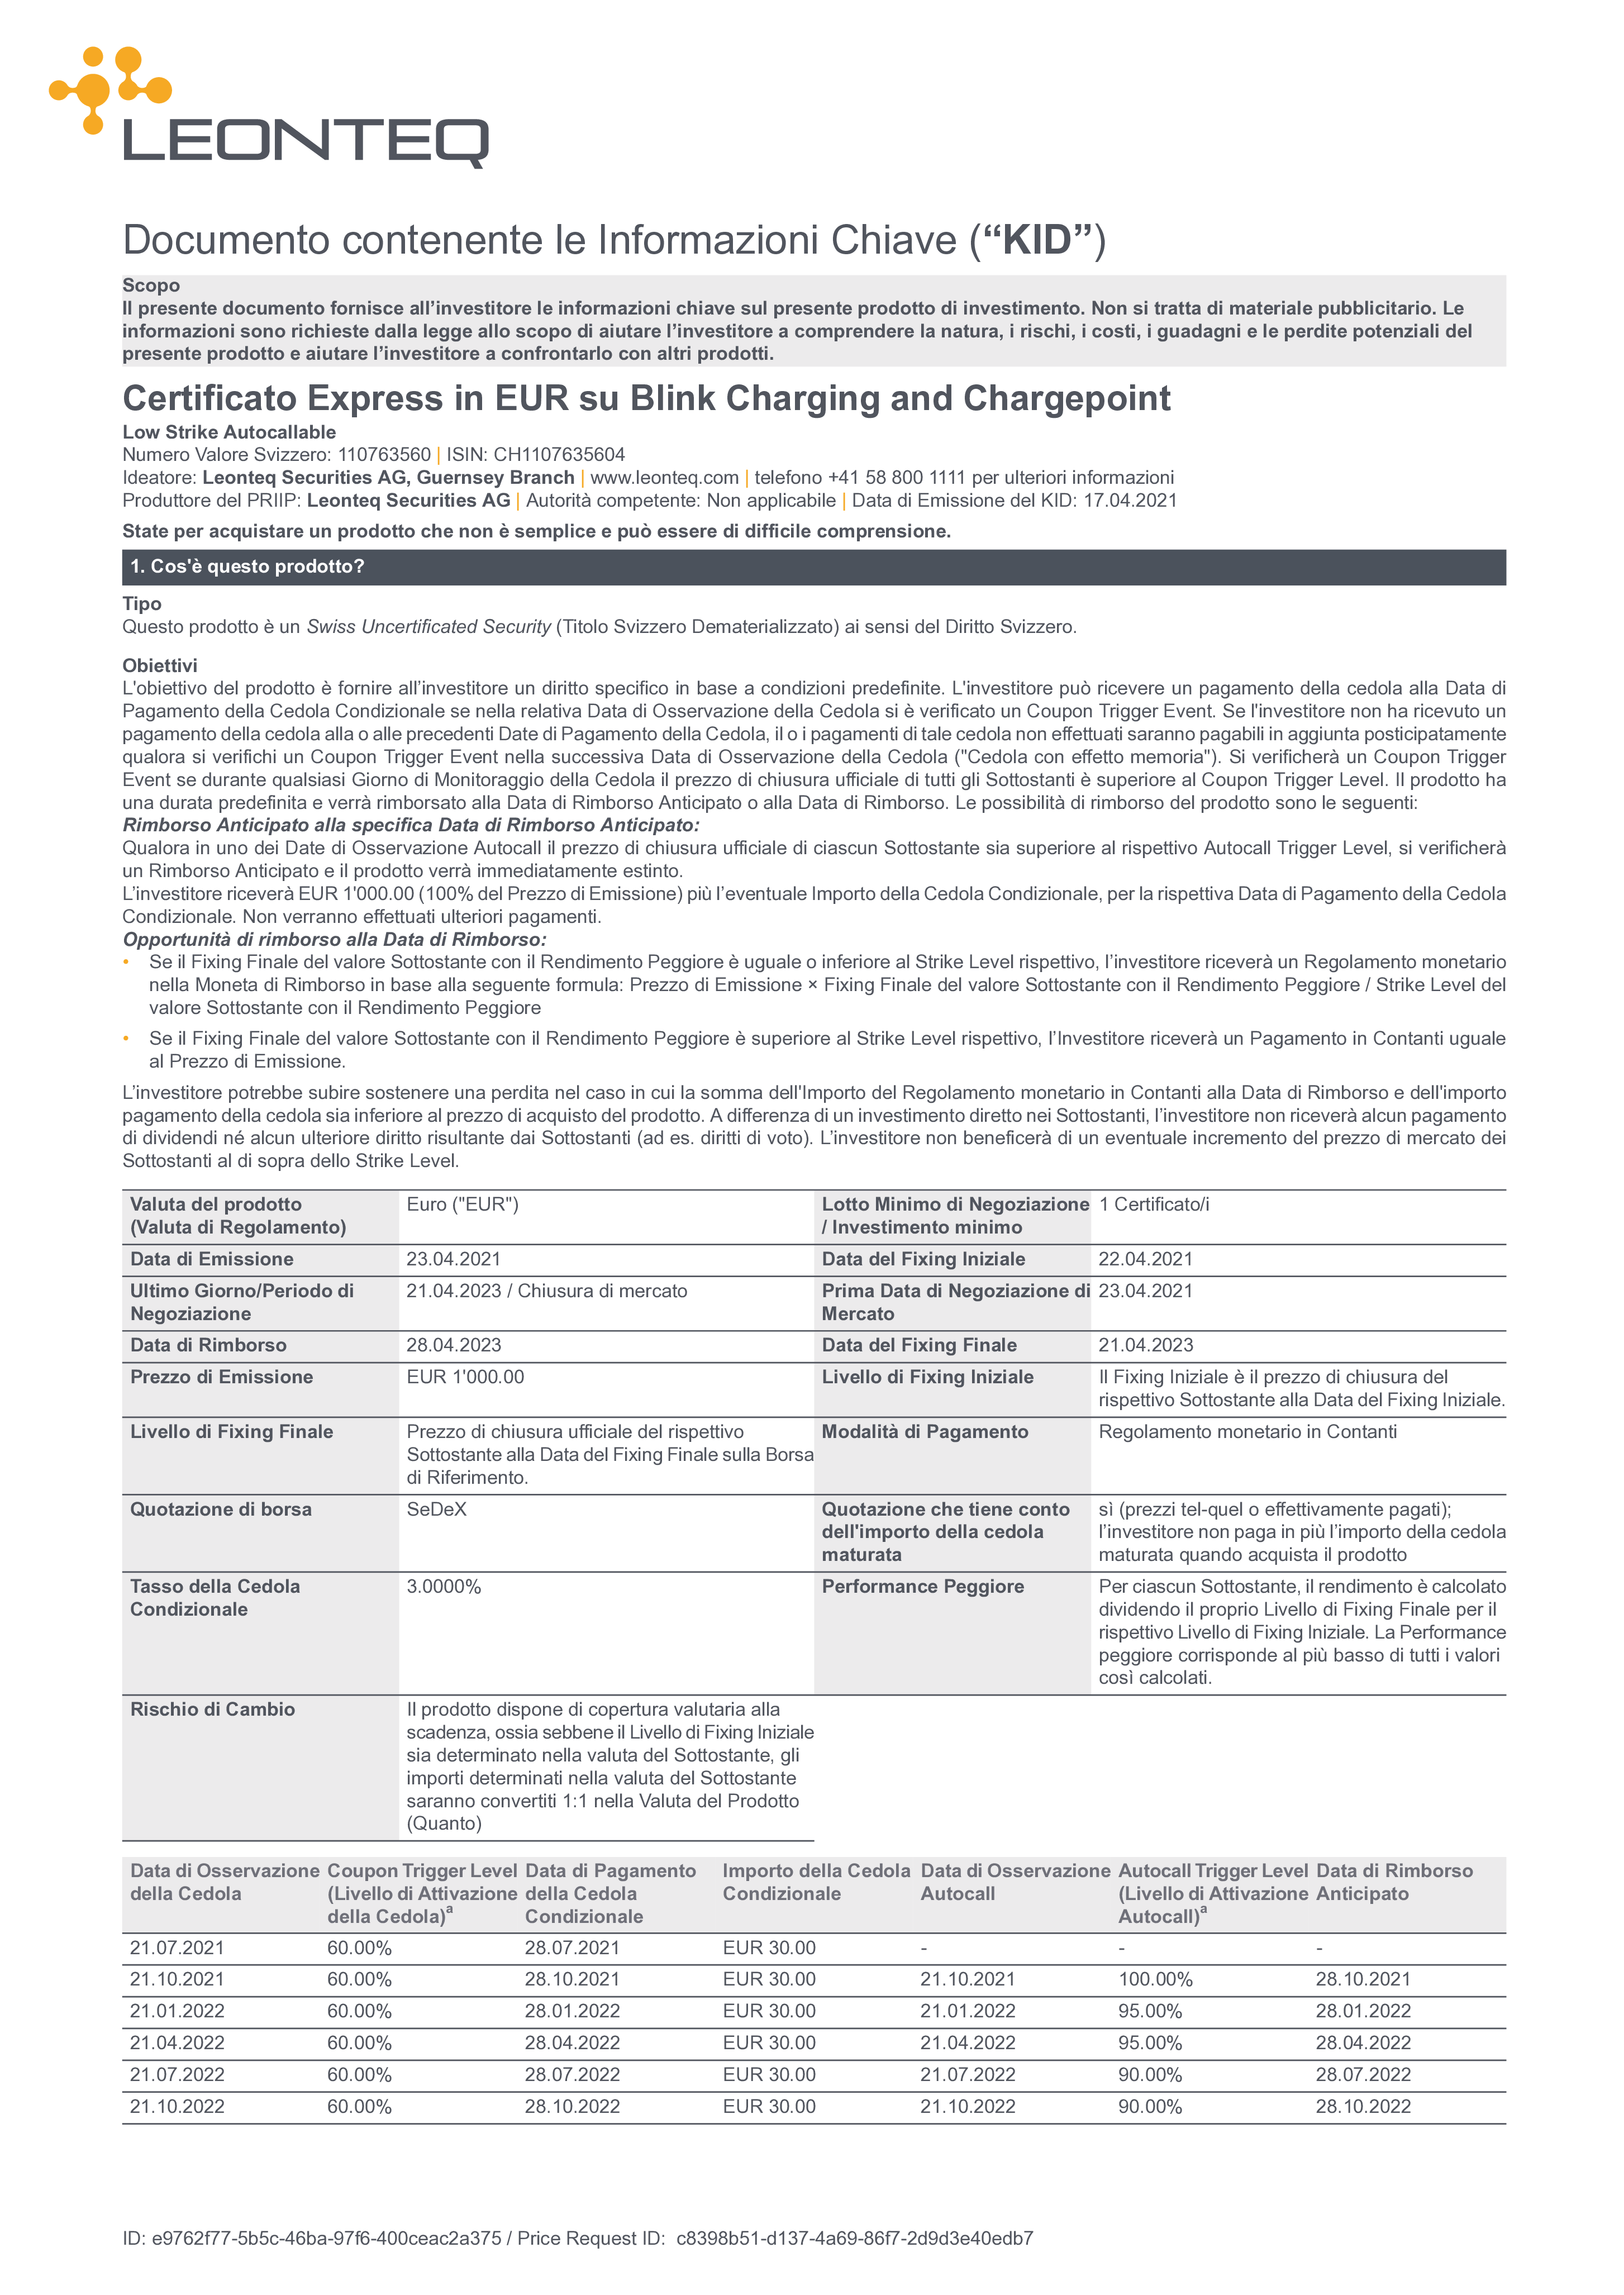 LEONTEQ
Documento contenente le Informazioni Chiave (“KID”)
Scopo
Il presente documento fornisce all’investitore le informazioni chiave sul presente prodotto di investimento. Non si tratta di materiale pubblicitario. Le
informazioni sono richieste dalla legge allo scopo di aiutare l’investitore a comprendere la natura, i rischi, i costi, i guadagni e le perdite potenziali del
presente prodotto e aiutare l’investitore a confrontarlo con altri prodotti.
Certificato Express in EUR su Blink Charging and Chargepoint
Low Strike Autocallable
Numero Valore Svizzero: 110763560 | ISIN: CH1107635604
Ideatore: Leonteq Securities AG, Guernsey Branch | www.leonteq.com | telefono +41 58 800 1111 per ulteriori informazioni
Produttore del PRIIP: Leonteq Securities AG | Autorità competente: Non applicabile | Data di Emissione del KID: 17.04.2021
State per acquistare un prodotto che non è semplice e può essere di difficile comprensione.
1. Cos'è questo prodotto?
Tipo
Questo prodotto è un Swiss Uncertificated Security (Titolo Svizzero Dematerializzato) ai sensi del Diritto Svizzero.
Obiettivi
L'obiettivo del prodotto è fornire all’investitore un diritto specifico in base a condizioni predefinite. L'investitore può ricevere un pagamento della cedola alla Data di
Pagamento della Cedola Condizionale se nella relativa Data di Osservazione della Cedola si è verificato un Coupon Trigger Event. Se l'investitore non ha ricevuto un
pagamento della cedola alla o alle precedenti Date di Pagamento della Cedola, il o i pagamenti di tale cedola non effettuati saranno pagabili in aggiunta posticipatamente
qualora si verifichi un Coupon Trigger Event nella successiva Data di Osservazione della Cedola ("Cedola con effetto memoria"). Si verificherà un Coupon Trigger
Event se durante qualsiasi Giorno di Monitoraggio della Cedola il prezzo di chiusura ufficiale di tutti gli Sottostanti è superiore al Coupon Trigger Level. Il prodotto ha
una durata predefinita e verrà rimborsato alla Data di Rimborso Anticipato o alla Data di Rimborso. Le possibilità di rimborso del prodotto sono le seguenti:
Rimborso Anticipato alla specifica Data di Rimborso Anticipato:
Qualora in uno dei Date di Osservazione Autocall il prezzo di chiusura ufficiale di ciascun Sottostante sia superiore al rispettivo Autocall Trigger Level, si verificherà
un Rimborso Anticipato e il prodotto verrà immediatamente estinto.
L’investitore riceverà EUR 1'000.00 (100% del Prezzo di Emissione) più l’eventuale Importo della Cedola Condizionale, per la rispettiva Data di Pagamento della Cedola
Condizionale. Non verranno effettuati ulteriori pagamenti.
Opportunità di rimborso alla Data di Rimborso:
• Se il Fixing Finale del valore Sottostante con il Rendimento Peggiore è uguale o inferiore al Strike Level rispettivo, l’investitore riceverà un Regolamento monetario
nella Moneta di Rimborso in base alla seguente formula: Prezzo di Emissione × Fixing Finale del valore Sottostante con il Rendimento Peggiore / Strike Level del
valore Sottostante con il Rendimento Peggiore
• Se il Fixing Finale del valore Sottostante con il Rendimento Peggiore è superiore al Strike Level rispettivo, l’Investitore riceverà un Pagamento in Contanti uguale
al Prezzo di Emissione.
L’investitore potrebbe subire sostenere una perdita nel caso in cui la somma dell'Importo del Regolamento monetario in Contanti alla Data di Rimborso e dell'importo
pagamento della cedola sia inferiore al prezzo di acquisto del prodotto. A differenza di un investimento diretto nei Sottostanti, l’investitore non riceverà alcun pagamento
di dividendi né alcun ulteriore diritto risultante dai Sottostanti (ad es. diritti di voto). L’investitore non beneficerà di un eventuale incremento del prezzo di mercato dei
Sottostanti al di sopra dello Strike Level.
Valuta del prodotto Euro ("EUR") Lotto Minimo di Negoziazione 1 Certificato/i
(Valuta di Regolamento) / Investimento minimo
Data di Emissione 23.04.2021 Data del Fixing Iniziale 22.04.2021
Ultimo Giorno/Periodo di 21.04.2023 / Chiusura di mercato Prima Data di Negoziazione di 23.04.2021
Negoziazione Mercato
Data di Rimborso 28.04.2023 Data del Fixing Finale 21.04.2023
Prezzo di Emissione EUR 1'000.00 Livello di Fixing Iniziale Il Fixing Iniziale è il prezzo di chiusura del
rispettivo Sottostante alla Data del Fixing Iniziale.
Livello di Fixing Finale Prezzo di chiusura ufficiale del rispettivo Modalità di Pagamento Regolamento monetario in Contanti
Sottostante alla Data del Fixing Finale sulla Borsa
di Riferimento.
Quotazione di borsa SeDeX Quotazione che tiene conto sì (prezzi tel-quel o effettivamente pagati);
dell'importo della cedola l’investitore non paga in più l’importo della cedola
maturata maturata quando acquista il prodotto
Tasso della Cedola 3.0000% Performance Peggiore Per ciascun Sottostante, il rendimento è calcolato
Condizionale dividendo il proprio Livello di Fixing Finale per il
rispettivo Livello di Fixing Iniziale. La Performance
peggiore corrisponde al più basso di tutti i valori
così calcolati.
Rischio di Cambio Il prodotto dispone di copertura valutaria alla
scadenza, ossia sebbene il Livello di Fixing Iniziale
sia determinato nella valuta del Sottostante, gli
importi determinati nella valuta del Sottostante
saranno convertiti 1:1 nella Valuta del Prodotto
(Quanto)
Data di Osservazione Coupon Trigger Level Data di Pagamento Importo della Cedola Data di Osservazione Autocall Trigger Level Data di Rimborso
della Cedola (Livello di Attivazione della Cedola Condizionale Autocall (Livello di Attivazione Anticipato
della Cedola)a Condizionale Autocall)a
21.07.2021 60.00% 28.07.2021 EUR 30.00 - - -
21.10.2021 60.00% 28.10.2021 EUR 30.00 21.10.2021 100.00% 28.10.2021
21.01.2022 60.00% 28.01.2022 EUR 30.00 21.01.2022 95.00% 28.01.2022
21.04.2022 60.00% 28.04.2022 EUR 30.00 21.04.2022 95.00% 28.04.2022
21.07.2022 60.00% 28.07.2022 EUR 30.00 21.07.2022 90.00% 28.07.2022
21.10.2022 60.00% 28.10.2022 EUR 30.00 21.10.2022 90.00% 28.10.2022
ID: e9762f77-5b5c-46ba-97f6-400ceac2a375 / Price Request ID: c8398b51-d137-4a69-86f7-2d9d3e40edb7